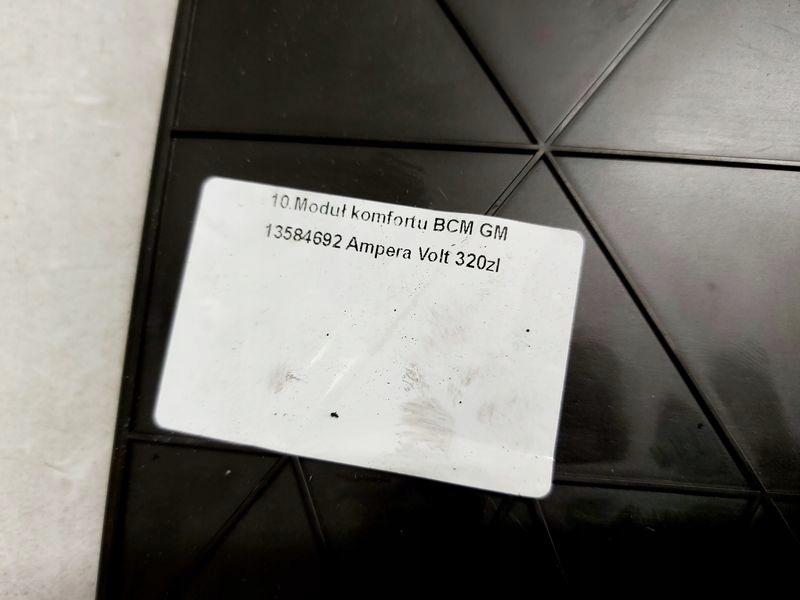 10.Moduł komfortu BCM GM
13584692 Ampera Volt 320zl